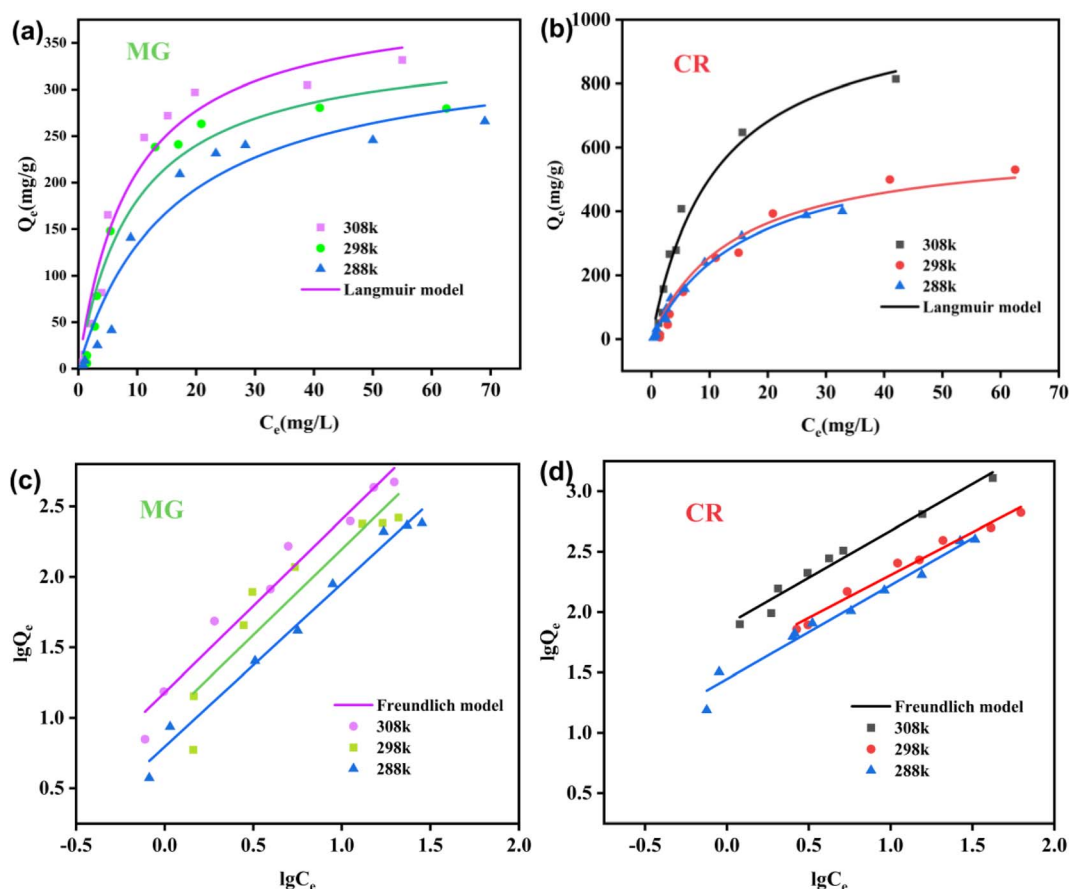 (a)
MG
Qe(mg/g)
350
300
250
200
150
100
50
0
308k
298k
288k
Langmuir model
0 10 20 30 40 50 60 70
Ce(mg/L)
(b)
CR
Qe(mg/g)
1000
800
600
400
200
0
308k
298k
288k
Langmuir model
0 10 20 30 40 50 60 70
Ce(mg/L)
(c)
MG
lgQe
2.5
2.0
1.5
1.0
0.5
Freundlich model
308k
298k
288k
-0.5 0.0 0.5 1.0 1.5 2.0
lgCe
(d)
CR
lgQe
3.0
2.5
2.0
1.5
1.0
0.5
Freundlich model
308k
298k
288k
-0.5 0.0 0.5 1.0 1.5 2.0
lgCe